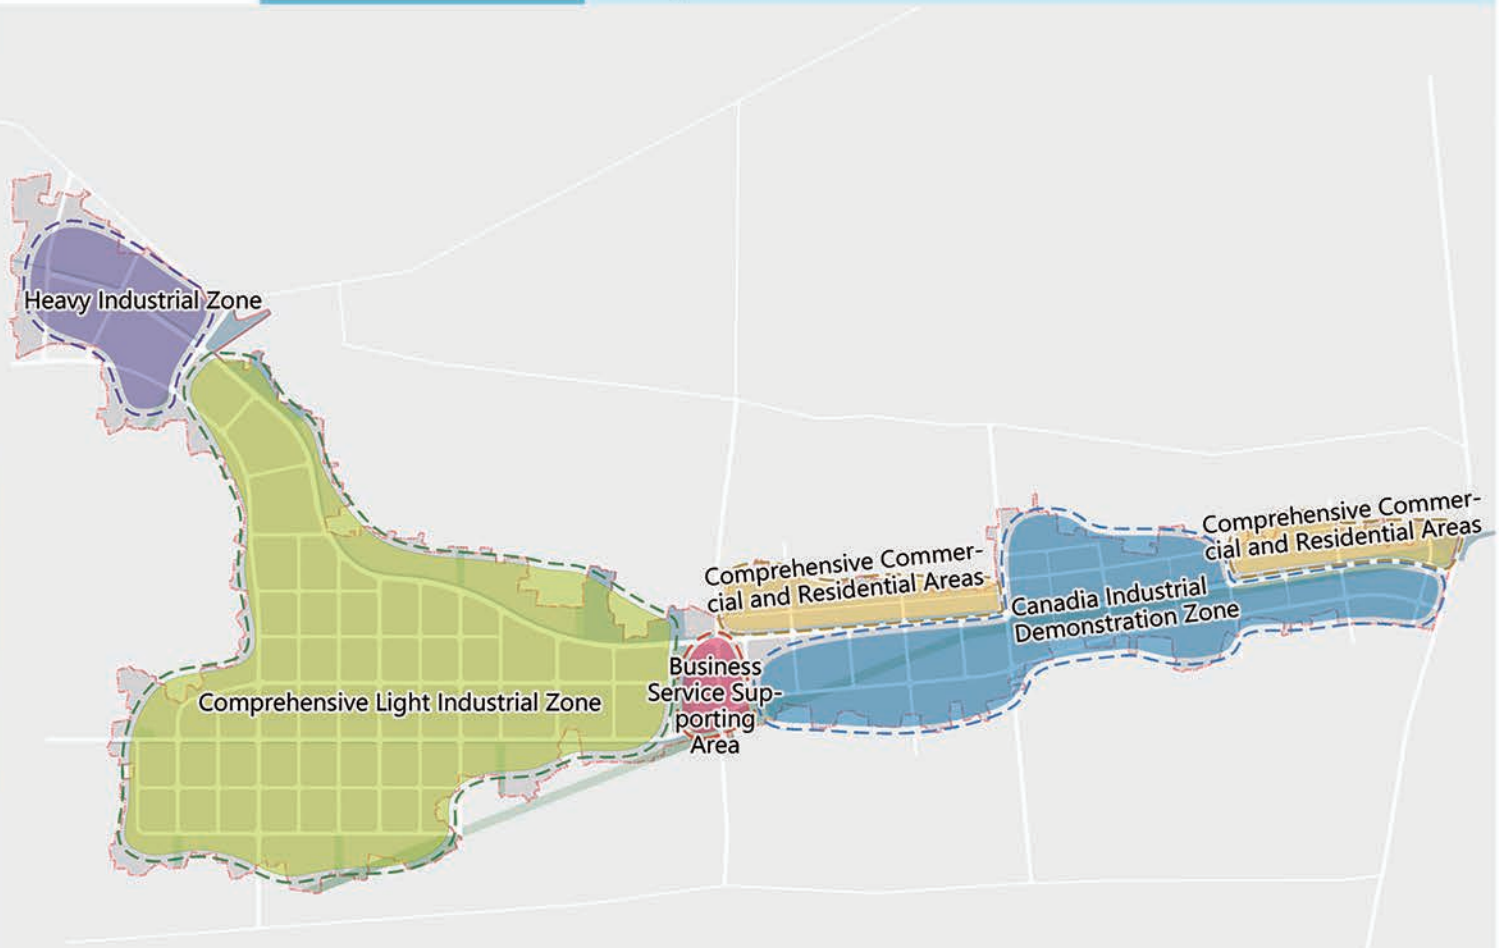 Heavy Industrial Zone
Comprehensive Light Industrial Zone
Business
Service Sup-
porting
Area
Comprehensive Commer-
cial and Residential Areas
Canadia Industrial
Demonstration Zone
Comprehensive Commer-
cial and Residential Areas